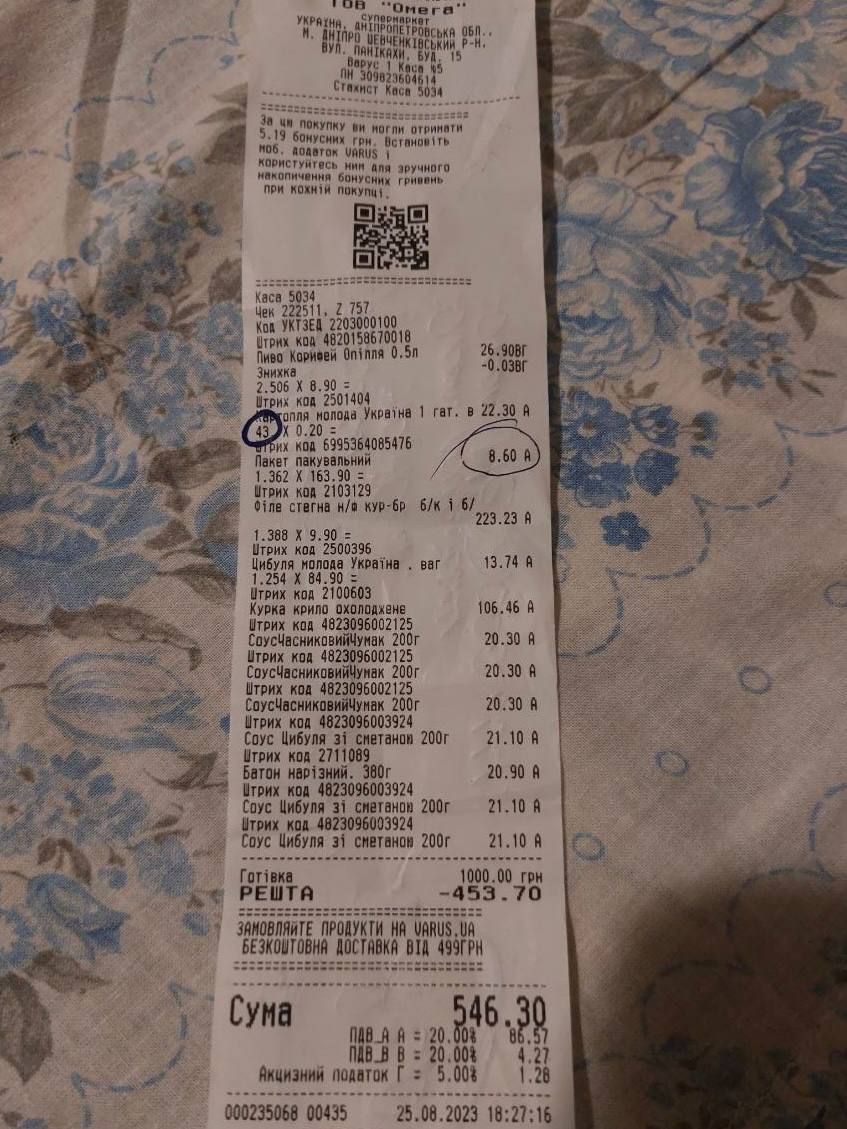 ТОВ "Омега"
супермаркет
УКРАЇНА, ДНІПРОПЕТРОВСЬКА ОБЛ.,
М. ДНІПРО ШЕВЧЕНКІВСЬКИЙ Р-Н,
ВУЛ. ПАНІКАХИ, БУД. 15
Варус 1 Каса №5
ПН 309823604614
Стахист Каса 5034
За цю покупку ви могли отримати
5.19 бонусних грн. Встановіть
моб. додаток VARUS і
користуйтесь ним для зручного
накопичення бонусних гривень
при кожній покупці.
Каса 5034
Чек 222511, Z 757
Код УКТЗЕД 2203000100
Штрих код 4820158670018
Пиво Корифей Опілля 0.5л 26.90ВГ
Знижка -0.03ВГ
2.506 X 8.90 =
Штрих код 2501404
Картопля молода Україна 1 гат. в 22.30 А
43 X 0.20 =
Штрих код 6995364085476
Пакет пакувальний 8.60 А
1.362 X 163.90 =
Штрих код 2103129
Філе стегна н/ф кур-бр б/к і б/
223.23 А
1.388 X 9.90 =
Штрих код 2500396
Цибуля молода Україна . ваг 13.74 А
1.254 X 84.90 =
Штрих код 2100603
Курка крило охолоджене 106.46 А
Штрих код 4823096002125
СоусЧасниковийЧумак 200г 20.30 А
Штрих код 4823096002125
СоусЧасниковийЧумак 200г 20.30 А
Штрих код 4823096002125
СоусЧасниковийЧумак 200г 20.30 А
Штрих код 4823096003924
Соус Цибуля зі сметаною 200г 21.10 А
Штрих код 2711089
Батон нарізний. 380г 20.90 А
Штрих код 4823096003924
Соус Цибуля зі сметаною 200г 21.10 А
Штрих код 4823096003924
Соус Цибуля зі сметаною 200г 21.10 А
Готівка 1000.00 грн
РЕШТА -453.70
ЗАМОВЛЯЙТЕ ПРОДУКТИ НА VARUS.UA
БЕЗКОШТОВНА ДОСТАВКА ВІД 499ГРН
Сума 546.30
ПДВ_А А = 20.00% 86.57
ПДВ_В В = 20.00% 4.27
Акцизний податок Г = 5.00% 1.28
000235068 00435 25.08.2023 18:27:16